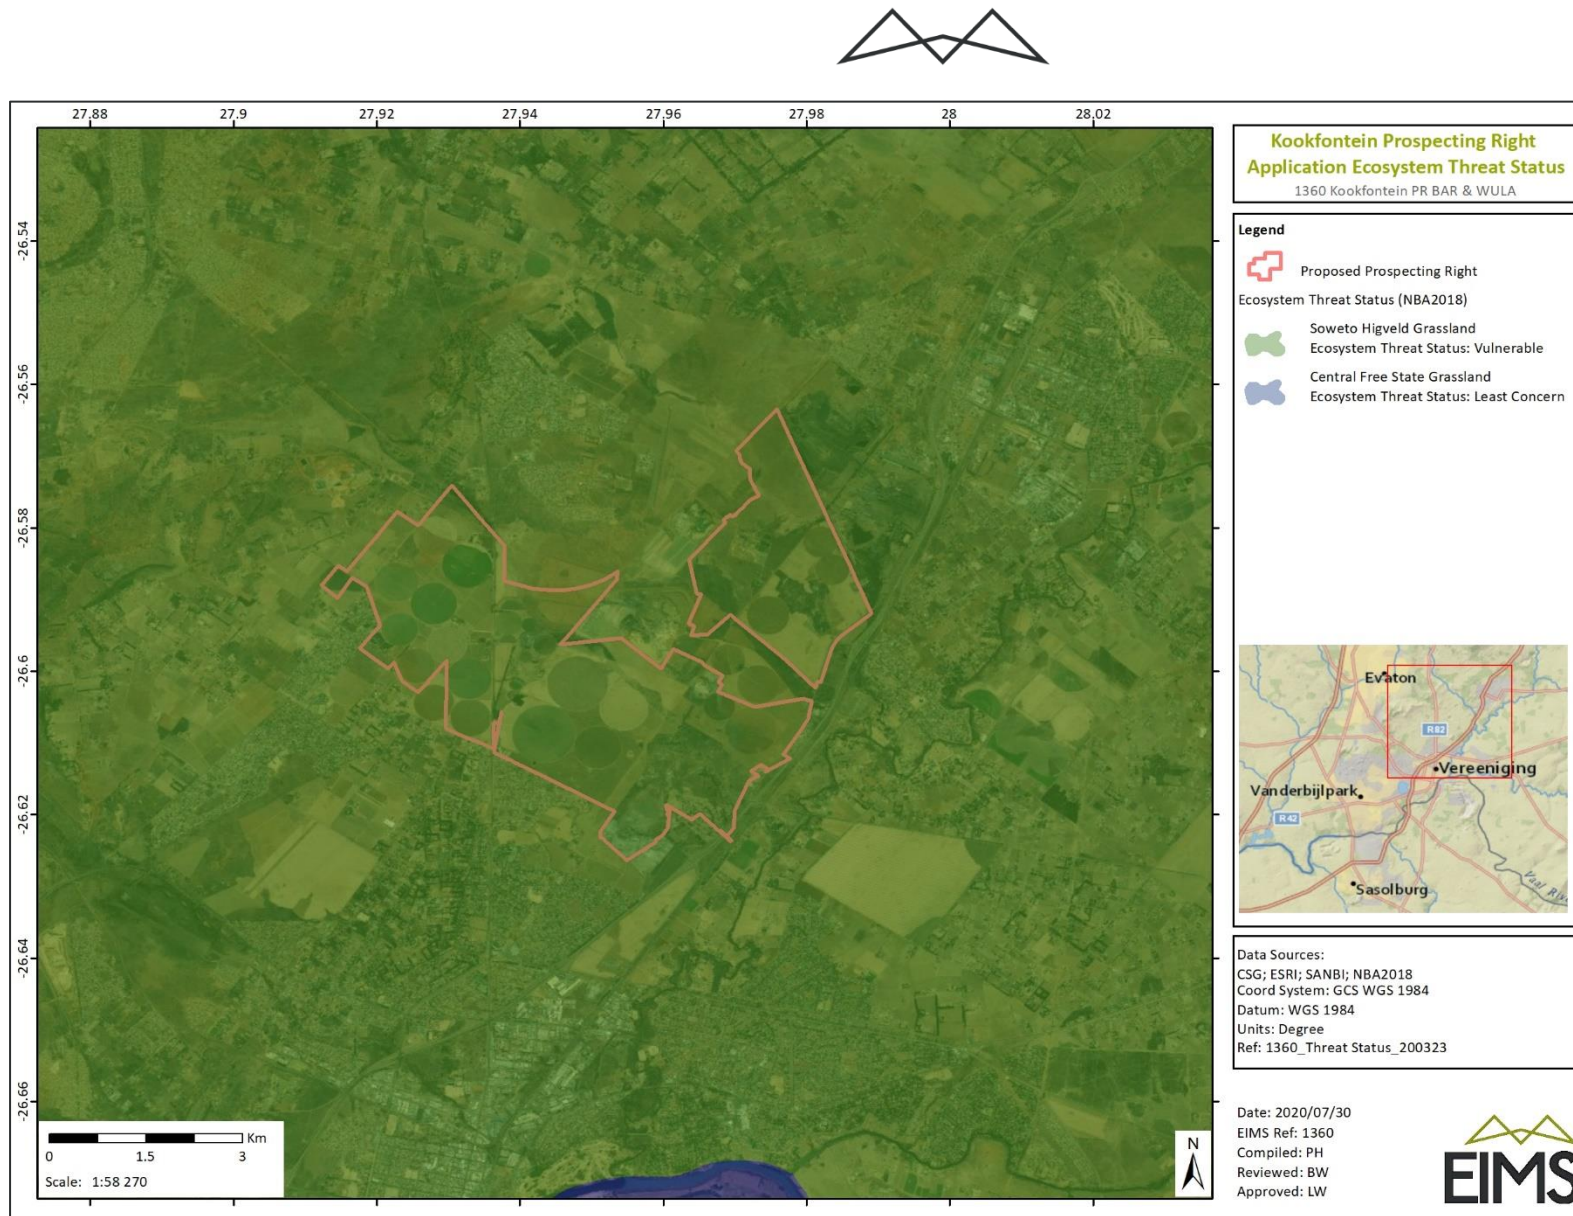 27.88
27.9
27.92
27.94
27.96
27.98
28
28.02
-26.54
-26.56
-26.58
-26.6
-26.62
-26.64
-26.66
Km
0 1.5 3
Scale: 1:58 270
N
Kookfontein Prospecting Right
Application Ecosystem Threat Status
1360 Kookfontein PR BAR & WULA
Legend
Proposed Prospecting Right
Ecosystem Threat Status (NBA2018)
Soweto Higveld Grassland
Ecosystem Threat Status: Vulnerable
Central Free State Grassland
Ecosystem Threat Status: Least Concern
Evaton
R82
Vereeniging
Vanderbijlpark
R42
Sasolburg
Vaal Rive
Data Sources:
CSG; ESRI; SANBI; NBA2018
Coord System: GCS WGS 1984
Datum: WGS 1984
Units: Degree
Ref: 1360_Threat Status_200323
Date: 2020/07/30
EIMS Ref: 1360
Compiled: PH
Reviewed: BW
Approved: LW
EIMS